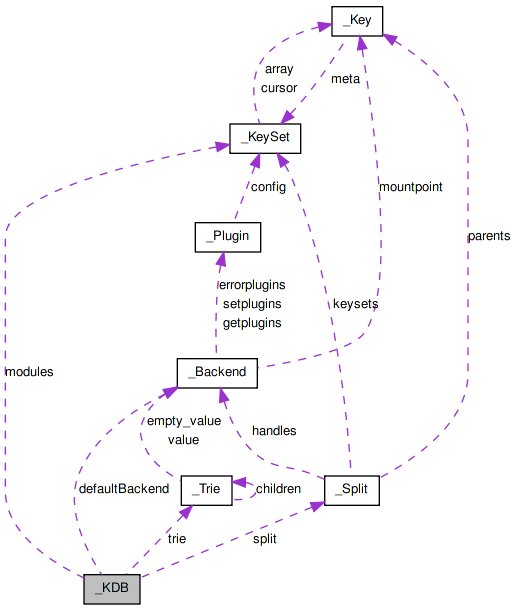 _Key
array
cursor
meta
_KeySet
config
mountpoint
_Plugin
parents
errorplugins
setplugins
getplugins
keysets
_Backend
modules
empty_value
value
handles
defaultBackend
_Trie
children
_Split
trie
split
_KDB